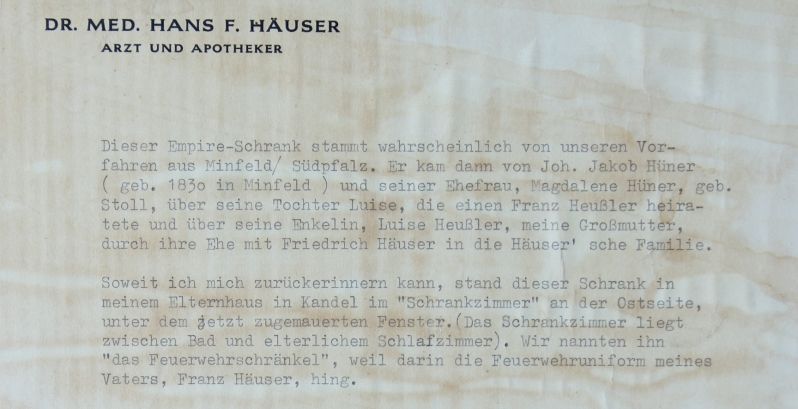 DR. MED. HANS F. HÄUSER
ARZT UND APOTHEKER
Dieser Empire-Schrank stammt wahrscheinlich von unseren Vor-
fahren aus Minfeld/ Südpfalz. Er kam dann von Joh. Jakob Hüner
( geb. 183o in Minfeld ) und seiner Ehefrau, Magdalene Hüner, geb.
Stoll, über seine Tochter Luise, die einen Franz Heußler heira-
tete und über seine Enkelin, Luise Heußler, meine Großmutter,
durch ihre Ehe mit Friedrich Häuser in die Häuser' sche Familie.
Soweit ich mich zurückerinnern kann, stand dieser Schrank in
meinem Elternhaus in Kandel im "Schrankzimmer" an der Ostseite,
unter dem jetzt zugemauerten Fenster.(Das Schrankzimmer liegt
zwischen Bad und elterlichem Schlafzimmer). Wir nannten ihn
"das Feuerwehrschränkel", weil darin die Feuerwehruniform meines
Vaters, Franz Häuser, hing.